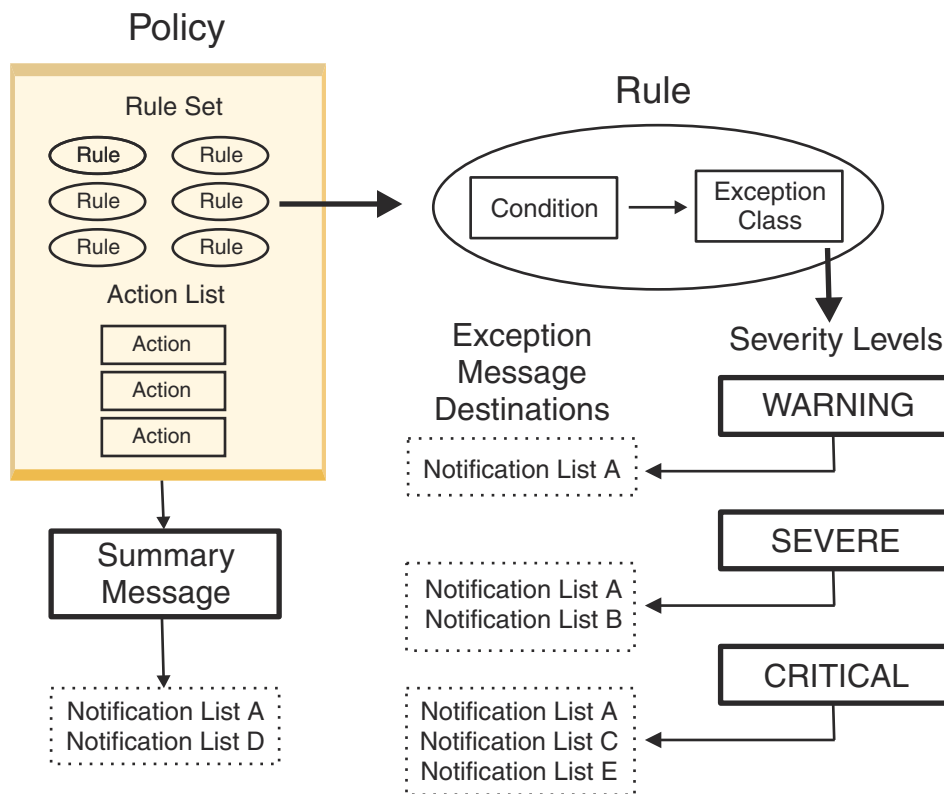 Policy
Rule Set
Rule Rule
Rule Rule
Rule Rule
Action List
Action
Action
Action
Summary
Message
Notification List A
Notification List D
Rule
Condition
Exception
Class
Exception
Message
Destinations
Severity Levels
WARNING
Notification List A
SEVERE
Notification List A
Notification List B
CRITICAL
Notification List A
Notification List C
Notification List E